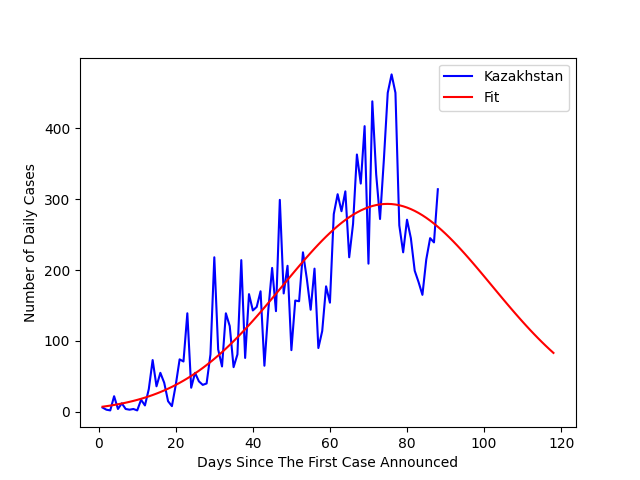 Kazakhstan
Fit
Number of Daily Cases
400
300
200
100
0
0 20 40 60 80 100 120
Days Since The First Case Announced